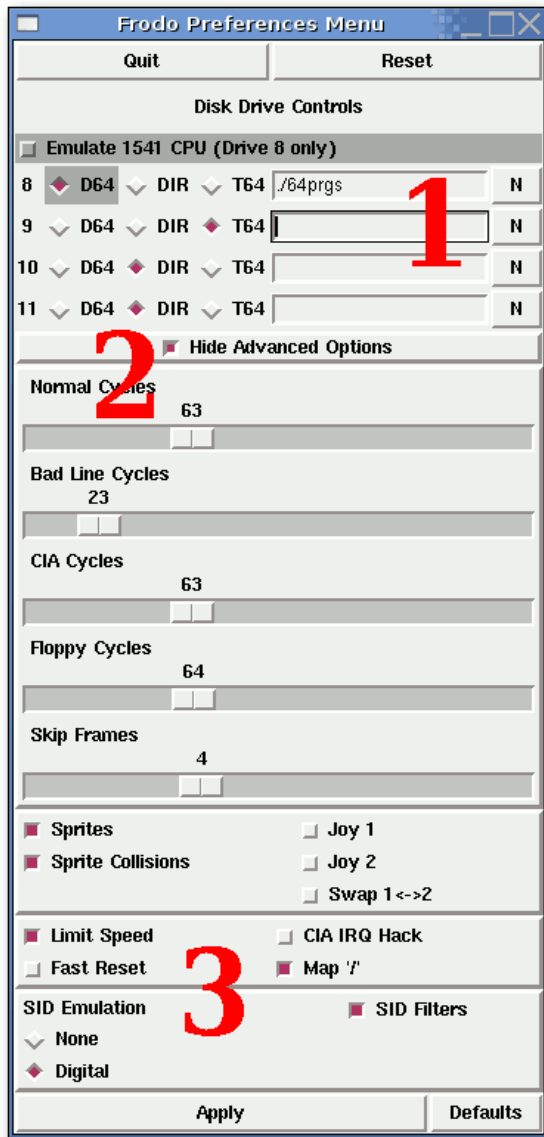 Frodo Preferences Menu
Quit Reset
Disk Drive Controls
Emulate 1541 CPU (Drive 8 only)
8 D64 DIR T64 ./64prgs N
9 D64 DIR T64 N
1
10 D64 DIR T64 N
11 D64 DIR T64 N
Hide Advanced Options
2
Normal Cycles
63
Bad Line Cycles
23
CIA Cycles
63
Floppy Cycles
64
Skip Frames
4
Sprites Joy 1
Sprite Collisions Joy 2
Swap 1<->2
Limit Speed CIA IRQ Hack
Fast Reset Map '/'
3
SID Emulation SID Filters
None
Digital
Apply Defaults